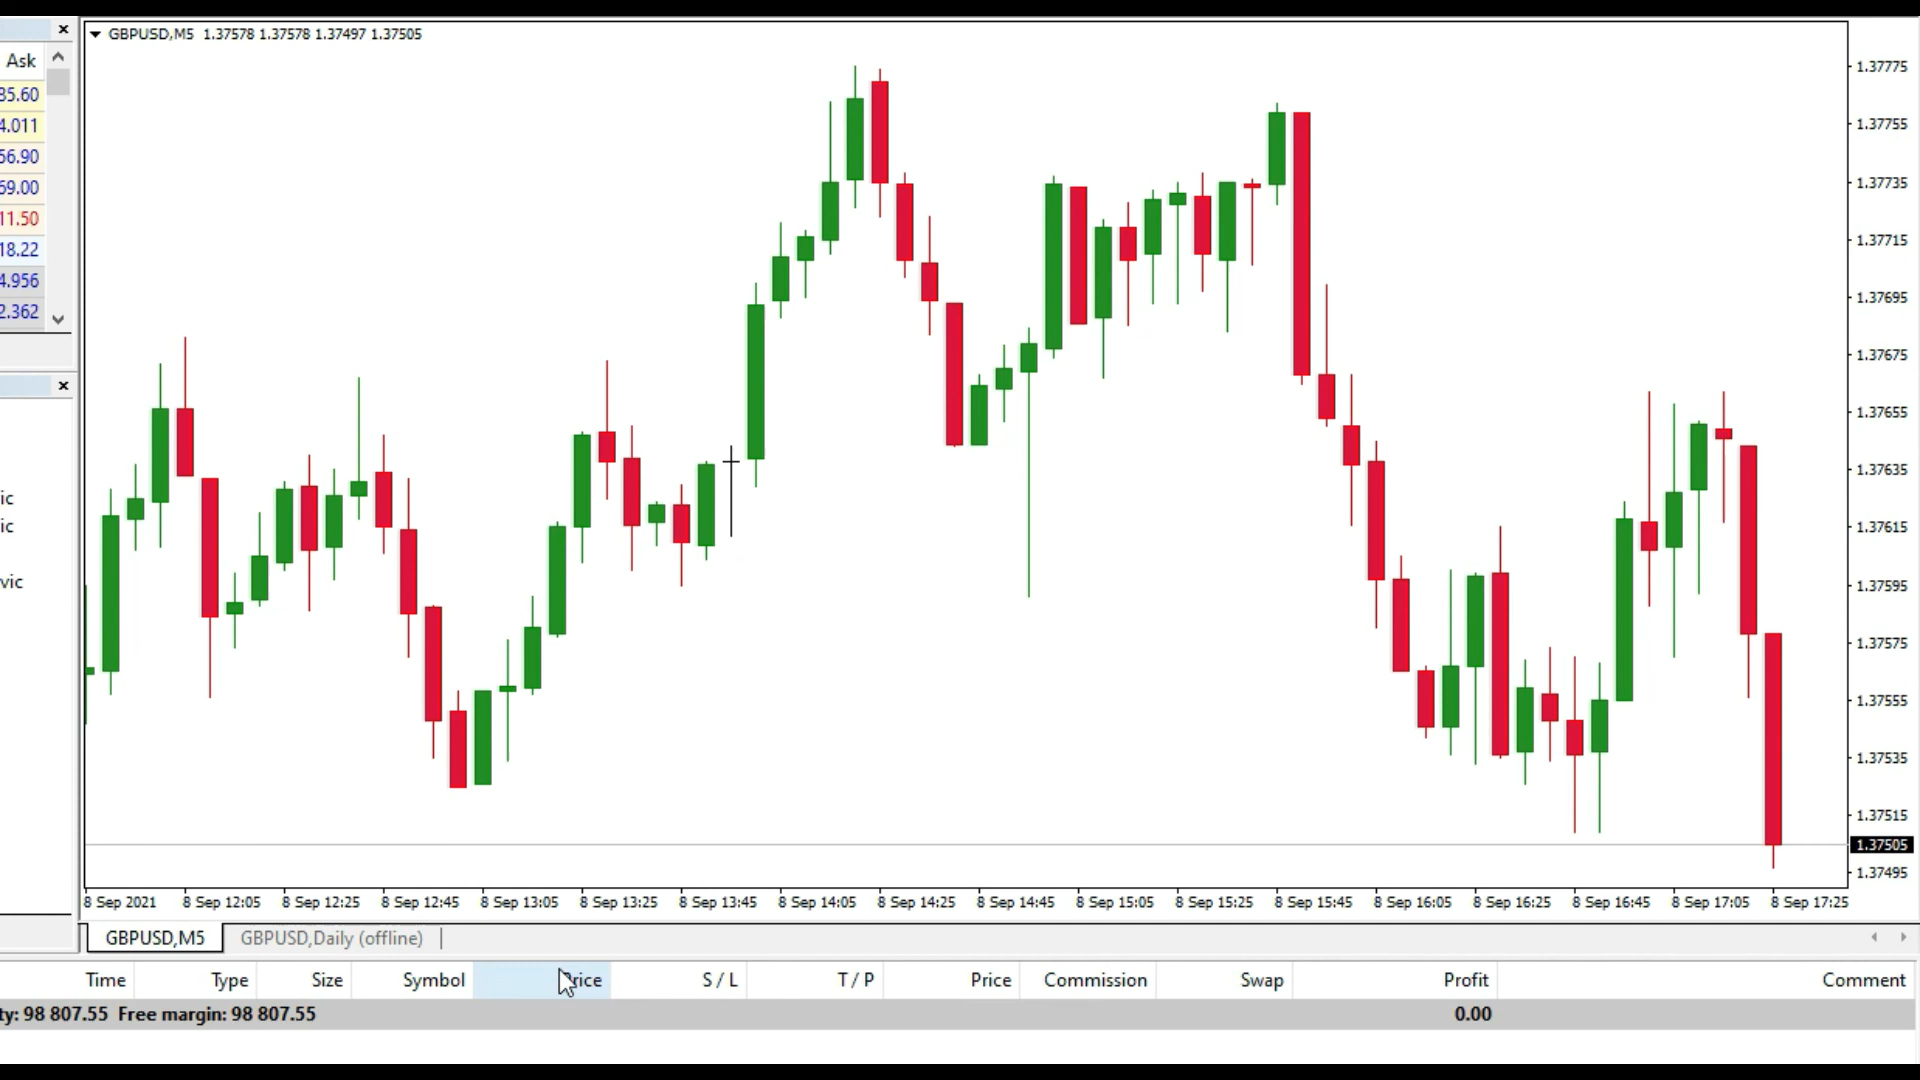 GBPUSD,M5 1.37578 1.37578 1.37497 1.37505
Ask
35.60
4.011
56.90
69.00
11.50
18.22
4.956
2.362
ic
ic
vic
1.37775
1.37755
1.37735
1.37715
1.37695
1.37675
1.37655
1.37635
1.37615
1.37595
1.37575
1.37555
1.37535
1.37515
1.37505
1.37495
8 Sep 2021 8 Sep 12:05 8 Sep 12:25 8 Sep 12:45 8 Sep 13:05 8 Sep 13:25 8 Sep 13:45 8 Sep 14:05 8 Sep 14:25 8 Sep 14:45 8 Sep 15:05 8 Sep 15:25 8 Sep 15:45 8 Sep 16:05 8 Sep 16:25 8 Sep 16:45 8 Sep 17:05 8 Sep 17:25
GBPUSD,M5 GBPUSD,Daily (offline)
Time Type Size Symbol Price S / L T / P Price Commission Swap Profit Comment
ty: 98 807.55 Free margin: 98 807.55 0.00